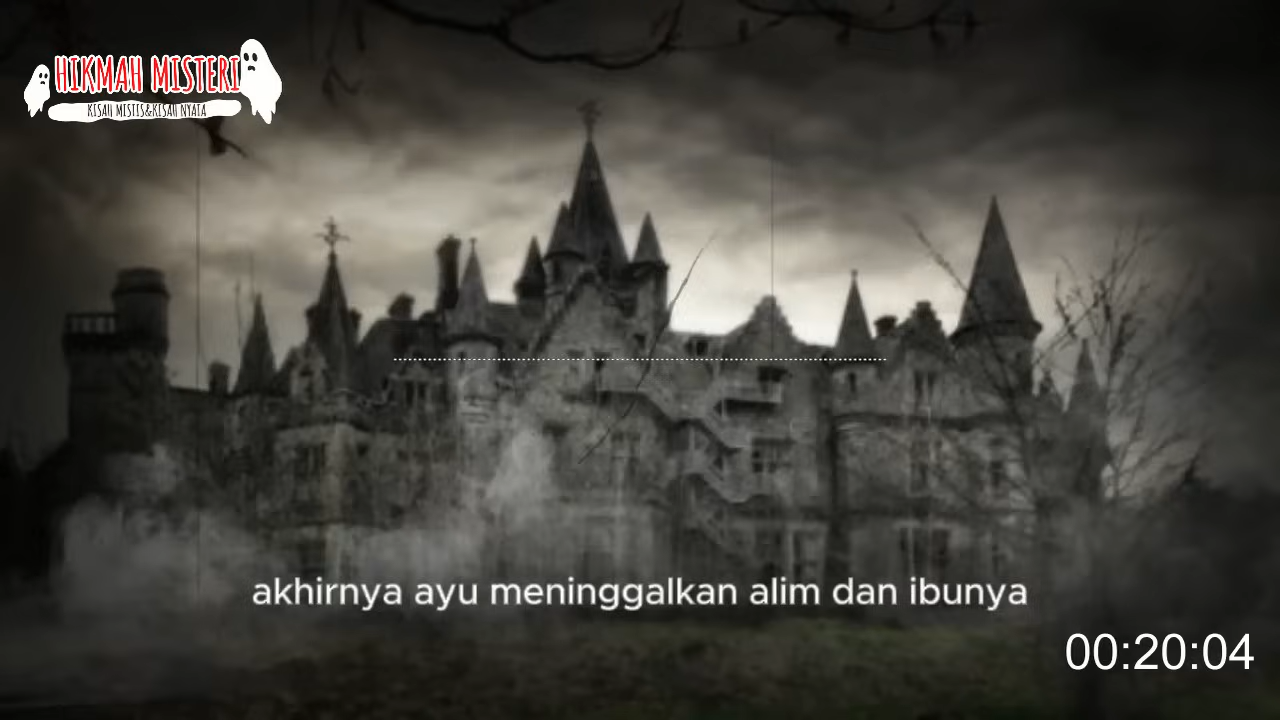 HIKMAH MISTERI
KISAH MISTIS&KISAH NYATA
akhirnya ayu meninggalkan alim dan ibunya
00:20:04